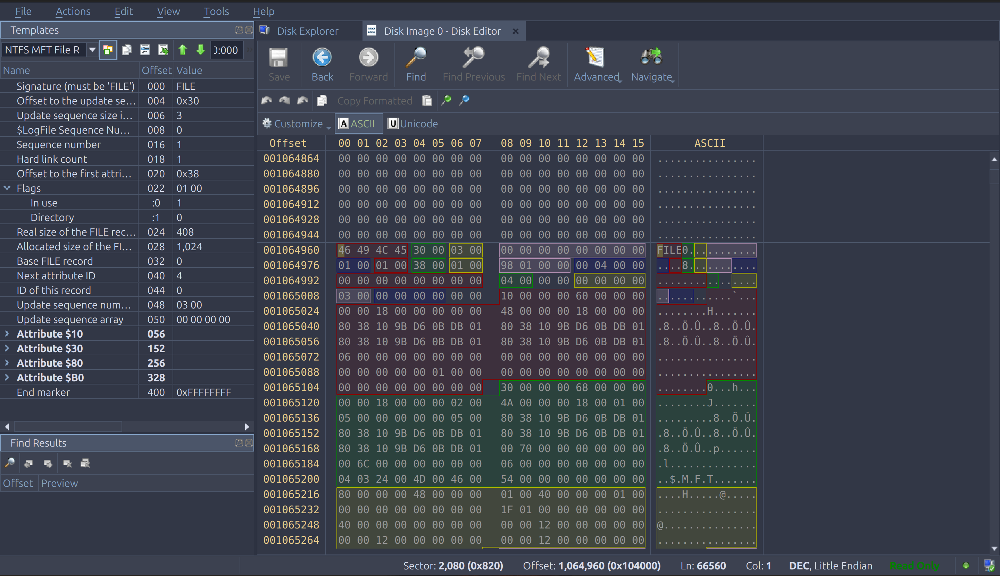 File Actions Edit View Tools Help
Templates
NTFS MFT File R 0:000
Name Offset Value
Signature (must be 'FILE') 000 FILE
Offset to the update se... 004 0x30
Update sequence size i... 006 3
$LogFile Sequence Nu... 008 0
Sequence number 016 1
Hard link count 018 1
Offset to the first attri... 020 0x38
Flags 022 01 00
In use :0 1
Directory :1 0
Real size of the FILE rec... 024 408
Allocated size of the FI... 028 1,024
Base FILE record 032 0
Next attribute ID 040 4
ID of this record 044 0
Update sequence num... 048 03 00
Update sequence array 050 00 00 00 00
Attribute $10 056
Attribute $30 152
Attribute $80 256
Attribute $B0 328
End marker 400 0xFFFFFFFF
Find Results
Offset Preview
Disk Explorer Disk Image 0 - Disk Editor
Save Back Forward Find Find Previous Find Next Advanced Navigate
Copy Formatted
Customize A ASCII U Unicode
Offset 00 01 02 03 04 05 06 07 08 09 10 11 12 13 14 15 ASCII
001064864 00 00 00 00 00 00 00 00 00 00 00 00 00 00 00 00 ................
001064880 00 00 00 00 00 00 00 00 00 00 00 00 00 00 00 00 ................
001064896 00 00 00 00 00 00 00 00 00 00 00 00 00 00 00 00 ................
001064912 00 00 00 00 00 00 00 00 00 00 00 00 00 00 00 00 ................
001064928 00 00 00 00 00 00 00 00 00 00 00 00 00 00 00 00 ................
001064944 00 00 00 00 00 00 00 00 00 00 00 00 00 00 00 00 ................
001064960 46 49 4C 45 30 00 03 00 00 00 00 00 00 00 00 00 FILE0...........
001064976 01 00 01 00 38 00 01 00 98 01 00 00 00 04 00 00 ....8...........
001064992 00 00 00 00 00 00 00 00 04 00 00 00 00 00 00 00 ................
001065008 03 00 00 00 00 00 00 00 10 00 00 00 60 00 00 00 ............`...
001065024 00 00 18 00 00 00 00 00 48 00 00 00 18 00 00 00 ........H.......
001065040 80 38 10 9B D6 0B DB 01 80 38 10 9B D6 0B DB 01 .8..Ö.Û..8..Ö.Û.
001065056 80 38 10 9B D6 0B DB 01 80 38 10 9B D6 0B DB 01 .8..Ö.Û..8..Ö.Û.
001065072 06 00 00 00 00 00 00 00 00 00 00 00 00 00 00 00 ................
001065088 00 00 00 00 00 01 00 00 00 00 00 00 00 00 00 00 ................
001065104 00 00 00 00 00 00 00 00 30 00 00 00 68 00 00 00 ........0...h...
001065120 00 00 18 00 00 00 02 00 4A 00 00 00 18 00 01 00 ........J.......
001065136 05 00 00 00 00 00 05 00 80 38 10 9B D6 0B DB 01 .........8..Ö.Û.
001065152 80 38 10 9B D6 0B DB 01 80 38 10 9B D6 0B DB 01 .8..Ö.Û..8..Ö.Û.
001065168 80 38 10 9B D6 0B DB 01 00 70 00 00 00 00 00 00 .8..Ö.Û..p......
001065184 00 6C 00 00 00 00 00 00 06 00 00 00 00 00 00 00 .l..............
001065200 04 03 24 00 4D 00 46 00 54 00 00 00 00 00 00 00 ..$.M.F.T.......
001065216 80 00 00 00 48 00 00 00 01 00 40 00 00 00 01 00 ....H.....@.....
001065232 00 00 00 00 00 00 00 00 1F 01 00 00 00 00 00 00 ................
001065248 40 00 00 00 00 00 00 00 00 00 12 00 00 00 00 00 @...............
001065264 00 00 12 00 00 00 00 00 00 00 12 00 00 00 00 00 ................
Sector: 2,080 (0x820) Offset: 1,064,960 (0x104000) Ln: 66560 Col: 1 DEC, Little Endian Read Only